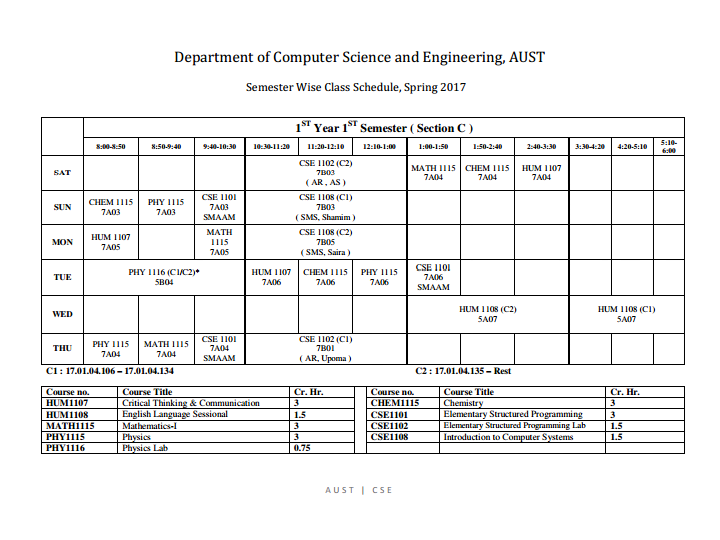 Department of Computer Science and Engineering, AUST
Semester Wise Class Schedule, Spring 2017
1ST Year 1ST Semester ( Section C )
8:00-8:50 8:50-9:40 9:40-10:30 10:30-11:20 11:20-12:10 12:10-1:00 1:00-1:50 1:50-2:40 2:40-3:30 3:30-4:20 4:20-5:10 5:10-
6:00
SAT
CSE 1102 (C2)
7B03
( AR , AS )
MATH 1115
7A04
CHEM 1115
7A04
HUM 1107
7A04
SUN
CHEM 1115
7A03
PHY 1115
7A03
CSE 1101
7A03
SMAAM
CSE 1108 (C1)
7B03
( SMS, Shamim )
MON
HUM 1107
7A05
MATH
1115
7A05
CSE 1108 (C2)
7B05
( SMS, Saira )
TUE
PHY 1116 (C1/C2)*
5B04
HUM 1107
7A06
CHEM 1115
7A06
PHY 1115
7A06
CSE 1101
7A06
SMAAM
WED
HUM 1108 (C2)
5A07
HUM 1108 (C1)
5A07
THU
PHY 1115
7A04
MATH 1115
7A04
CSE 1101
7A04
SMAAM
CSE 1102 (C1)
7B01
( AR, Upoma )
C1 : 17.01.04.106 – 17.01.04.134 C2 : 17.01.04.135 – Rest
Course no. Course Title Cr. Hr. Course no. Course Title Cr. Hr.
HUM1107 Critical Thinking & Communication 3 CHEM1115 Chemistry 3
HUM1108 English Language Sessional 1.5 CSE1101 Elementary Structured Programming 3
MATH1115 Mathematics-I 3 CSE1102 Elementary Structured Programming Lab 1.5
PHY1115 Physics 3 CSE1108 Introduction to Computer Systems 1.5
PHY1116 Physics Lab 0.75
AUST | CSE